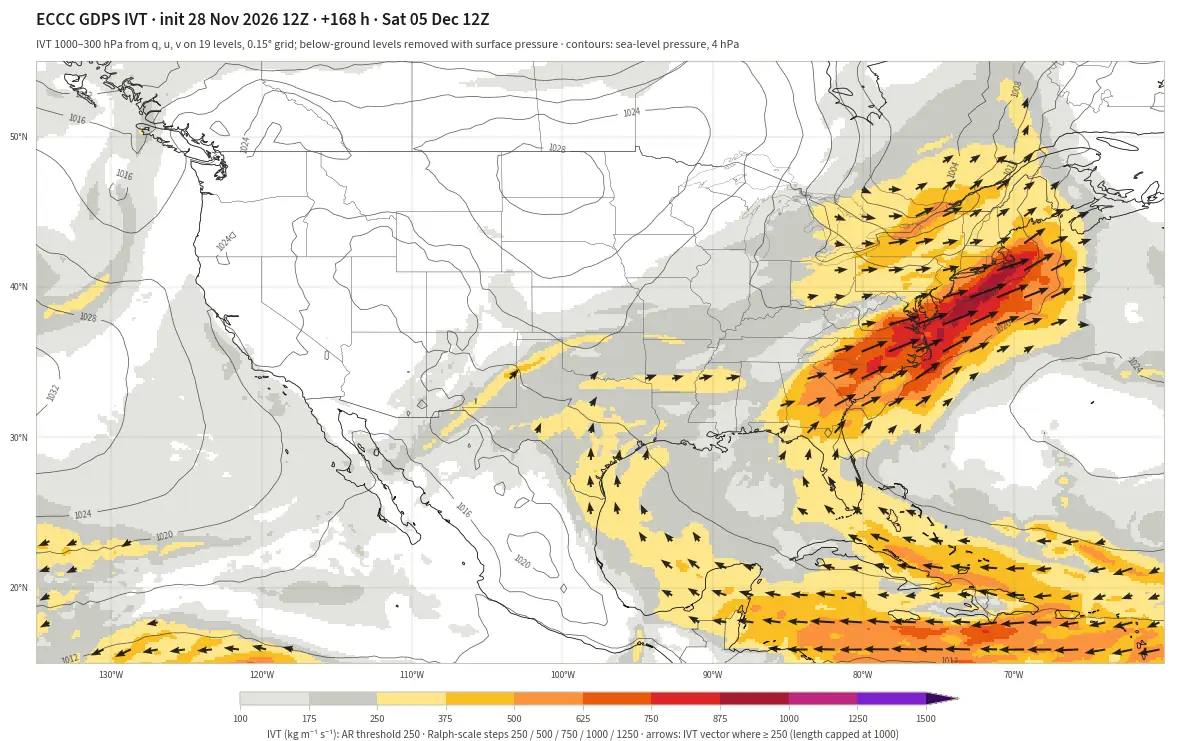 ECCC GDPS IVT · init 28 Nov 2026 12Z · +168 h · Sat 05 Dec 12Z
IVT 1000–300 hPa from q, u, v on 19 levels, 0.15° grid; below-ground levels removed with surface pressure · contours: sea-level pressure, 4 hPa
1008
1024
1016
50°N
1024
1028
1004
1016
1024
40°N
1028
1020
1024
1032
30°N
1016
1024
1020
1020
20°N
1012
1012
130°W 120°W 110°W 100°W 90°W 80°W 70°W
100 175 250 375 500 625 750 875 1000 1250 1500
IVT (kg m⁻¹ s⁻¹): AR threshold 250 · Ralph-scale steps 250 / 500 / 750 / 1000 / 1250 · arrows: IVT vector where ≥ 250 (length capped at 1000)